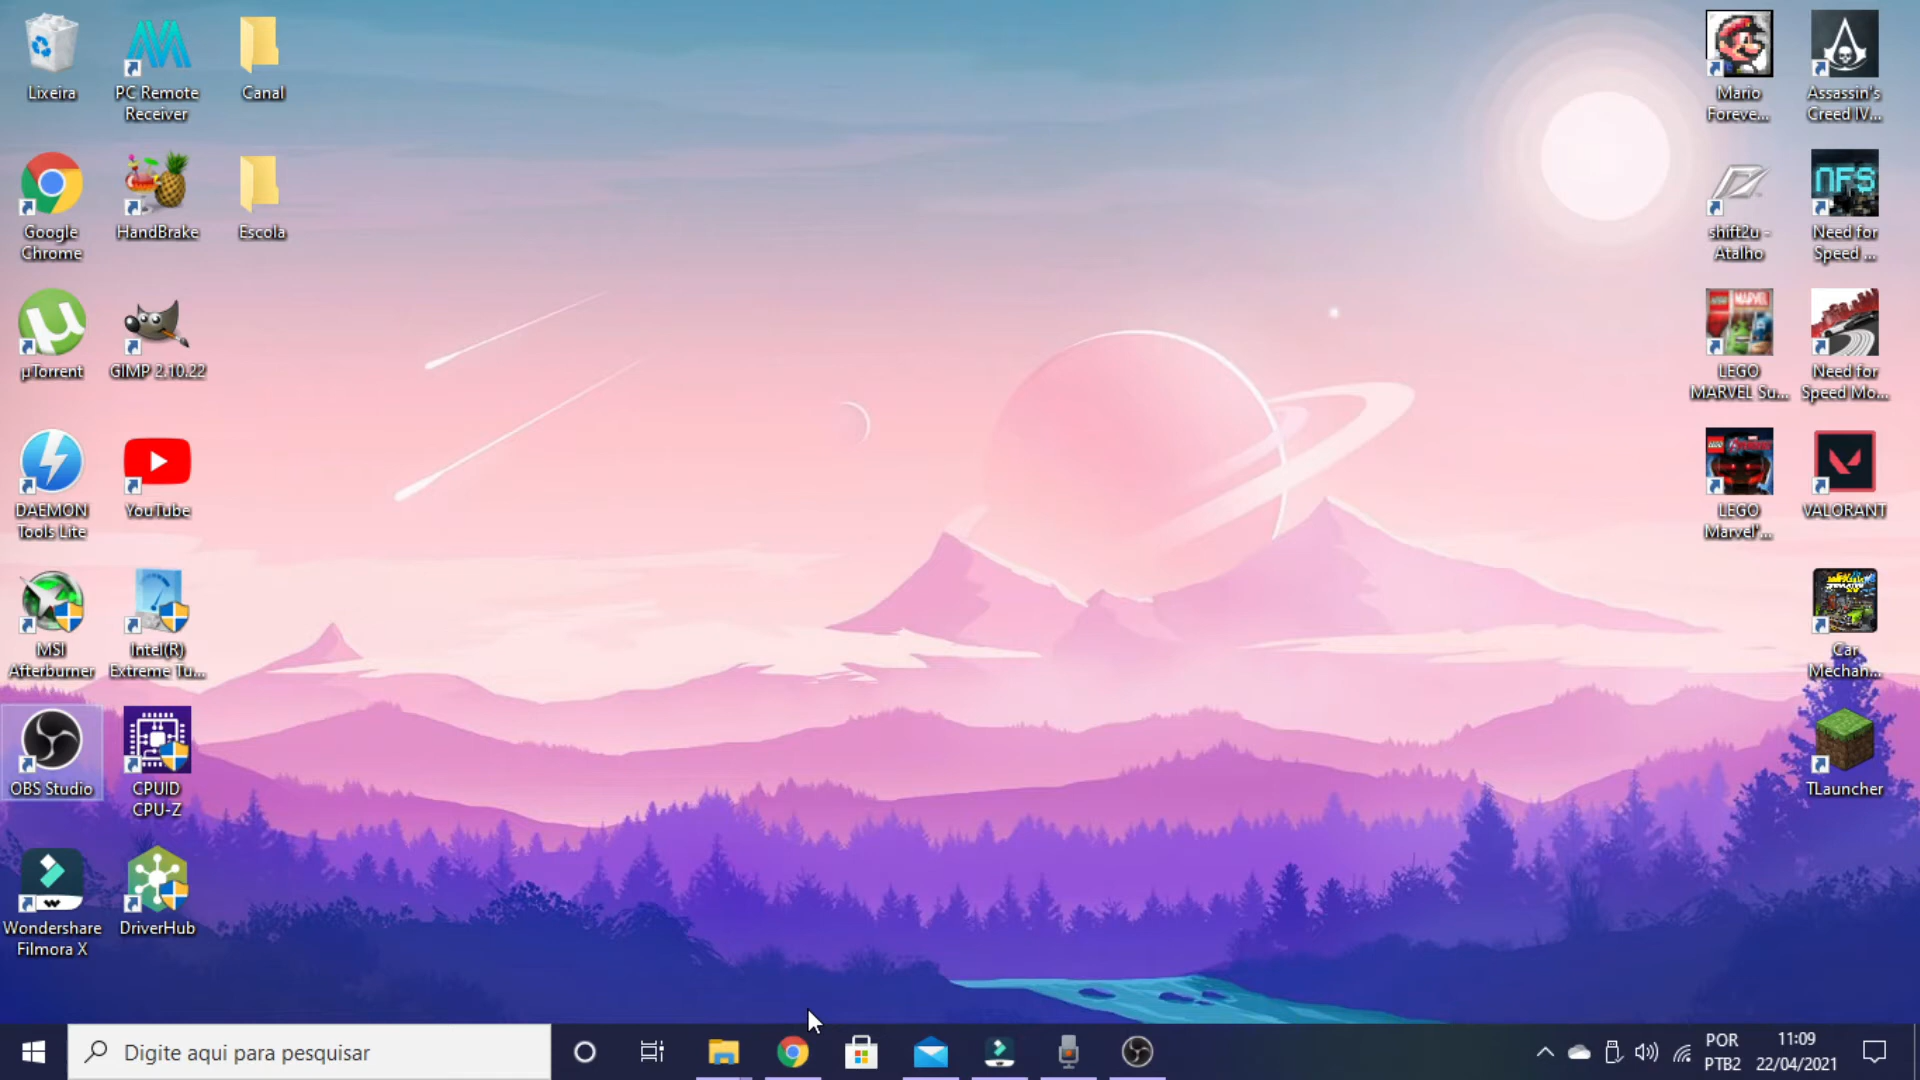 Lixeira
PC Remote
Receiver
Canal
Mario
Foreve...
Assassin's
Creed IV...
Google
Chrome
HandBrake
Escola
shift2u -
Atalho
NFS
Need for
Speed ...
µTorrent
GIMP 2.10.22
MARVEL
LEGO
MARVEL Su...
Need for
Speed Mo...
DAEMON
Tools Lite
YouTube
LEGO
Marvel'...
VALORANT
MSI
Afterburner
Intel(R)
Extreme Tu...
Car
Mechan...
OBS Studio
CPUID
CPU-Z
TLauncher
Wondershare
Filmora X
DriverHub
Digite aqui para pesquisar
POR
PTB2
11:09
22/04/2021